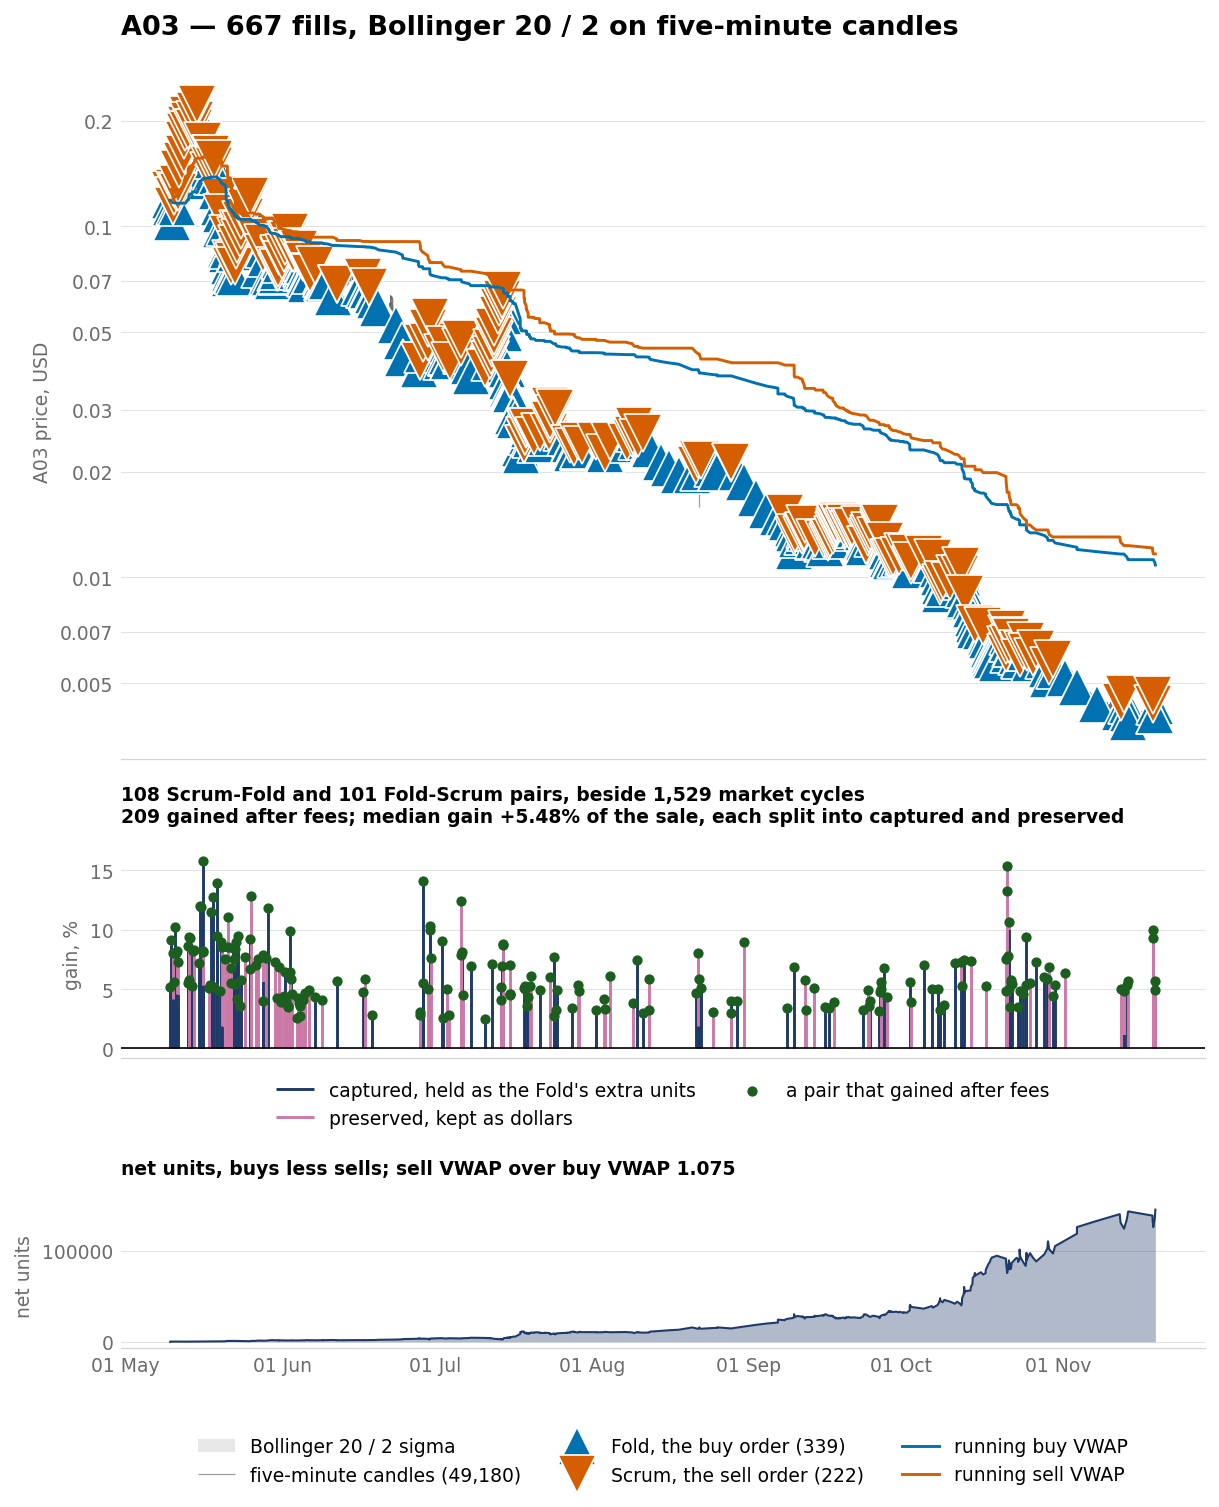 A03 — 667 fills, Bollinger 20 / 2 on five-minute candles
A03 price, USD
0.2
0.1
0.07
0.05
0.03
0.02
0.01
0.007
0.005
108 Scrum-Fold and 101 Fold-Scrum pairs, beside 1,529 market cycles
209 gained after fees; median gain +5.48% of the sale, each split into captured and preserved
gain, %
15
10
5
0
captured, held as the Fold's extra units
a pair that gained after fees
preserved, kept as dollars
net units, buys less sells; sell VWAP over buy VWAP 1.075
net units
100000
0
01 May
01 Jun
01 Jul
01 Aug
01 Sep
01 Oct
01 Nov
Bollinger 20 / 2 sigma
Fold, the buy order (339)
running buy VWAP
five-minute candles (49,180)
Scrum, the sell order (222)
running sell VWAP